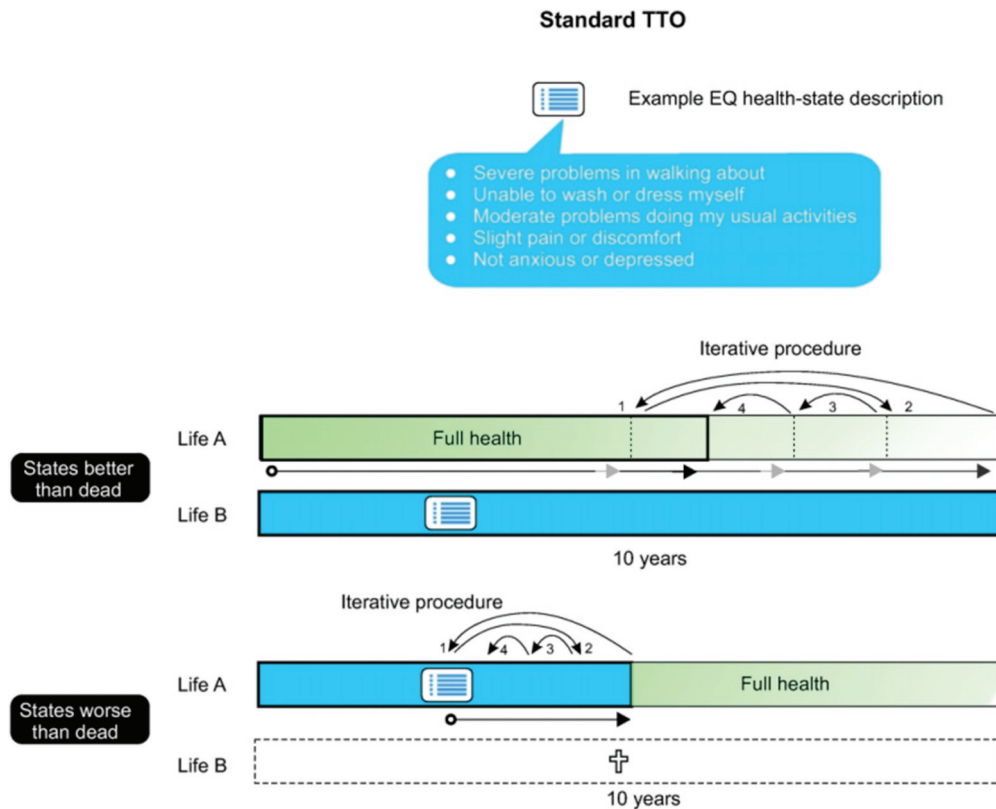 Standard TTO
Example EQ health-state description
Severe problems in walking about
Unable to wash or dress myself
Moderate problems doing my usual activities
Slight pain or discomfort
Not anxious or depressed
Iterative procedure
1 4 3 2
Life A Full health
States better
than dead
Life B
10 years
Iterative procedure
1 4 3 2
Life A Full health
States worse
than dead
Life B
10 years